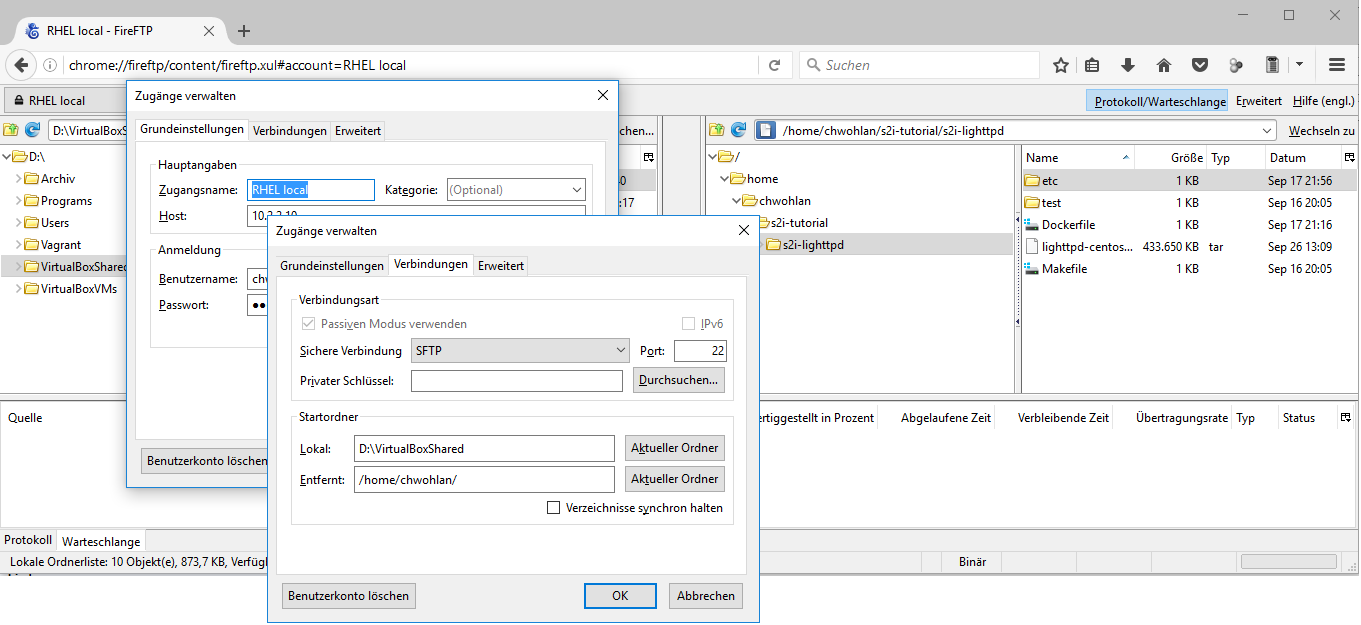 RHEL local - FireFTP
chrome://fireftp/content/fireftp.xul#account=RHEL local
Suchen
RHEL local
Protokoll/Warteschlange Erweitert Hilfe (engl.)
Zugänge verwalten
Grundeinstellungen Verbindungen Erweitert
Hauptangaben
Zugangsname: RHEL local Kategorie: (Optional)
Host:
Anmeldung
Benutzername:
Passwort:
Benutzerkonto löschen
D:\
Archiv
Programs
Users
Vagrant
VirtualBoxShared
VirtualBoxVMs
:17
/home/chwohlan/s2i-tutorial/s2i-lighttpd
Wechseln zu
/
home
chwohlan
s2i-tutorial
s2i-lighttpd
Name Größe Typ Datum
etc 1 KB Sep 17 21:56
test 1 KB Sep 16 20:05
Dockerfile 1 KB Sep 17 21:16
lighttpd-centos... 433.650 KB tar Sep 26 13:09
Makefile 1 KB Sep 16 20:05
Zugänge verwalten
Grundeinstellungen Verbindungen Erweitert
Verbindungsart
Passiven Modus verwenden IPv6
Sichere Verbindung SFTP Port: 22
Privater Schlüssel: Durchsuchen...
Startordner
Lokal: D:\VirtualBoxShared Aktueller Ordner
Entfernt: /home/chwohlan/ Aktueller Ordner
Verzeichnisse synchron halten
Benutzerkonto löschen OK Abbrechen
Quelle
in Prozent Abgelaufene Zeit Verbleibende Zeit Übertragungsrate Typ Status
Protokoll Warteschlange
Lokale Ordnerliste: 10 Objekt(e), 873,7 KB,
Binär